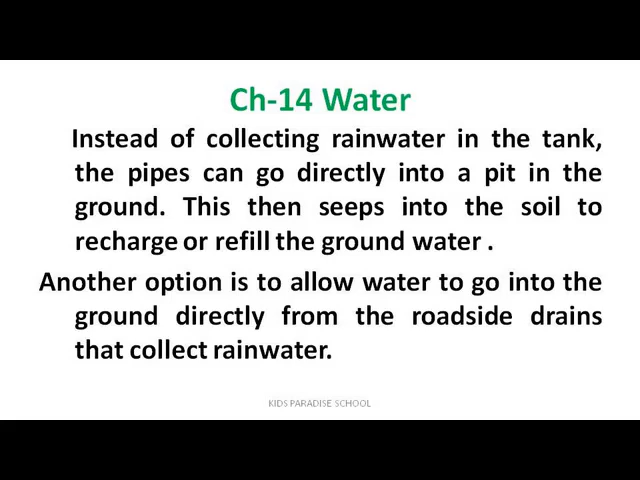 Ch-14 Water
Instead of collecting rainwater in the tank,
the pipes can go directly into a pit in the
ground. This then seeps into the soil to
recharge or refill the ground water .
Another option is to allow water to go into the
ground directly from the roadside drains
that collect rainwater.
KIDS PARADISE SCHOOL